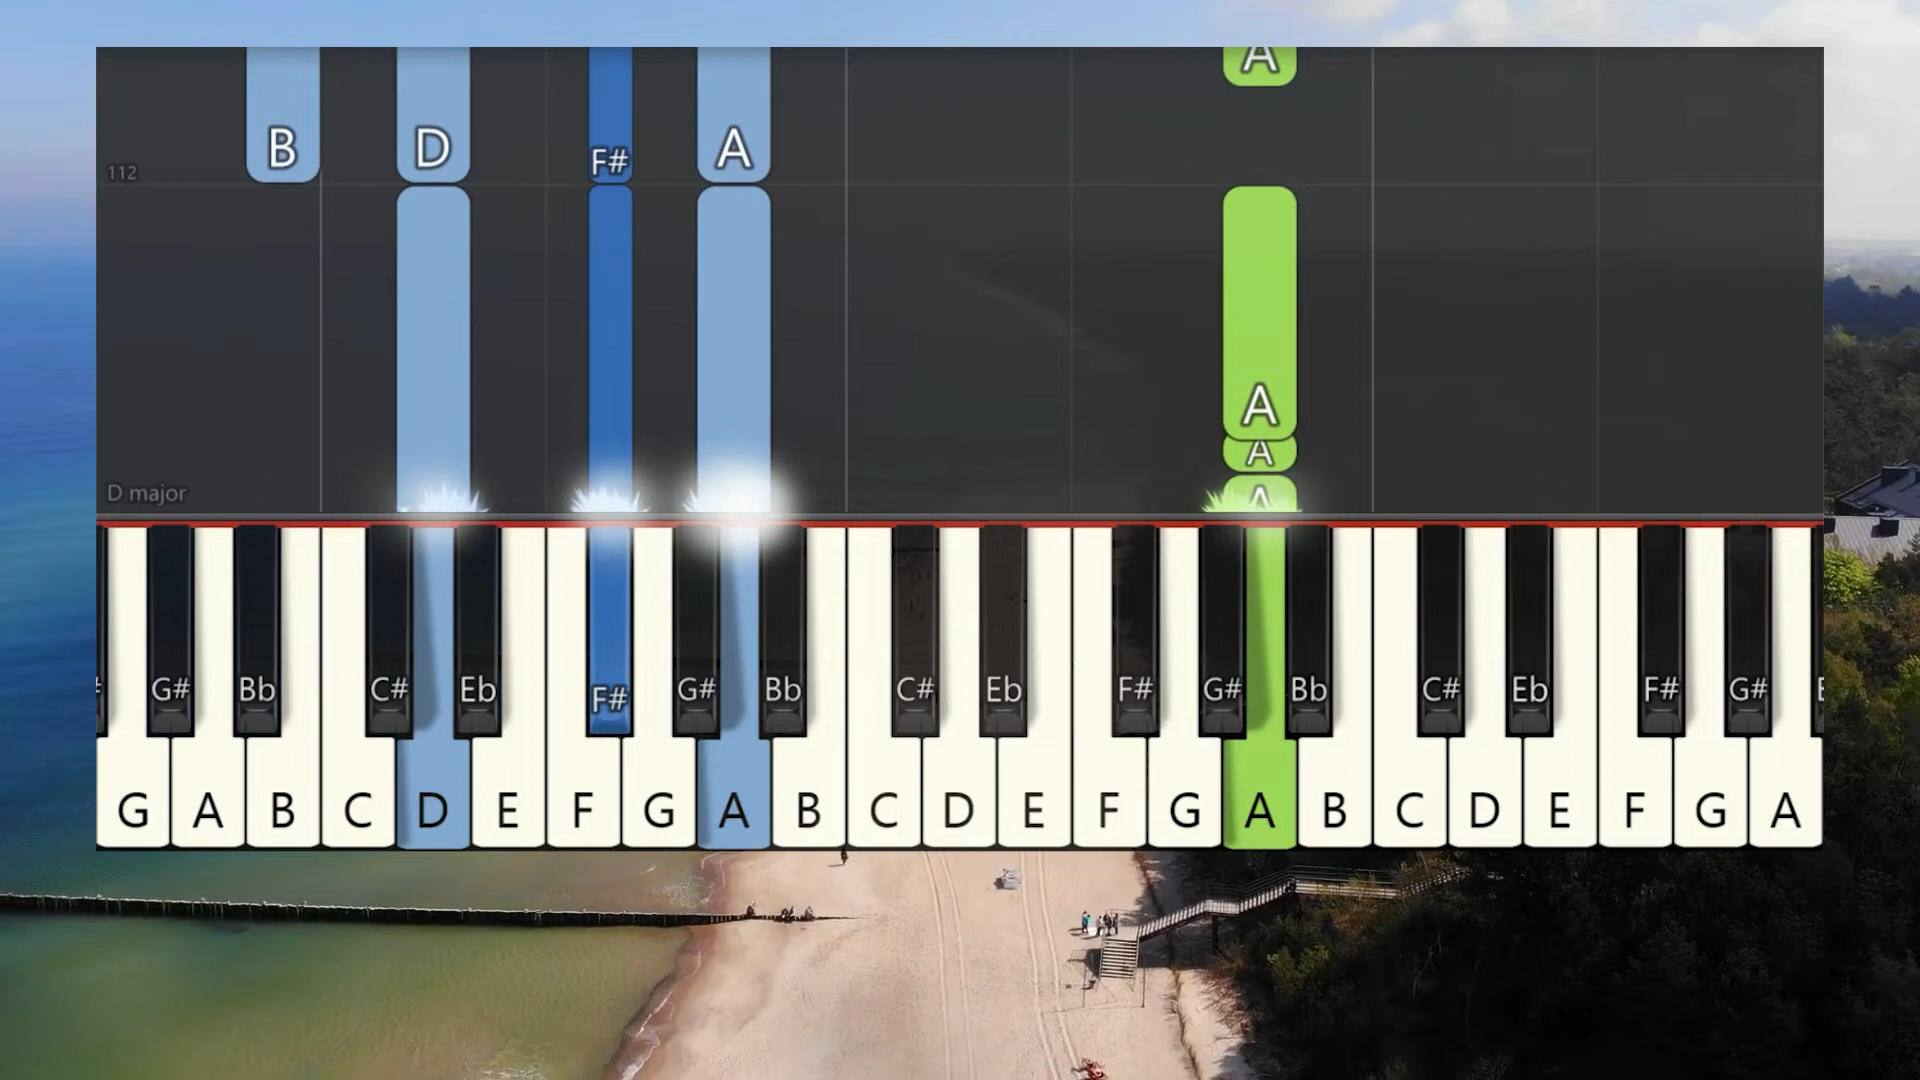 A
B D F# A
112
A
A
D major
A
G# Bb C# Eb F# G# Bb C# Eb F# G# Bb C# Eb F# G#
G A B C D E F G A B C D E F G A B C D E F G A